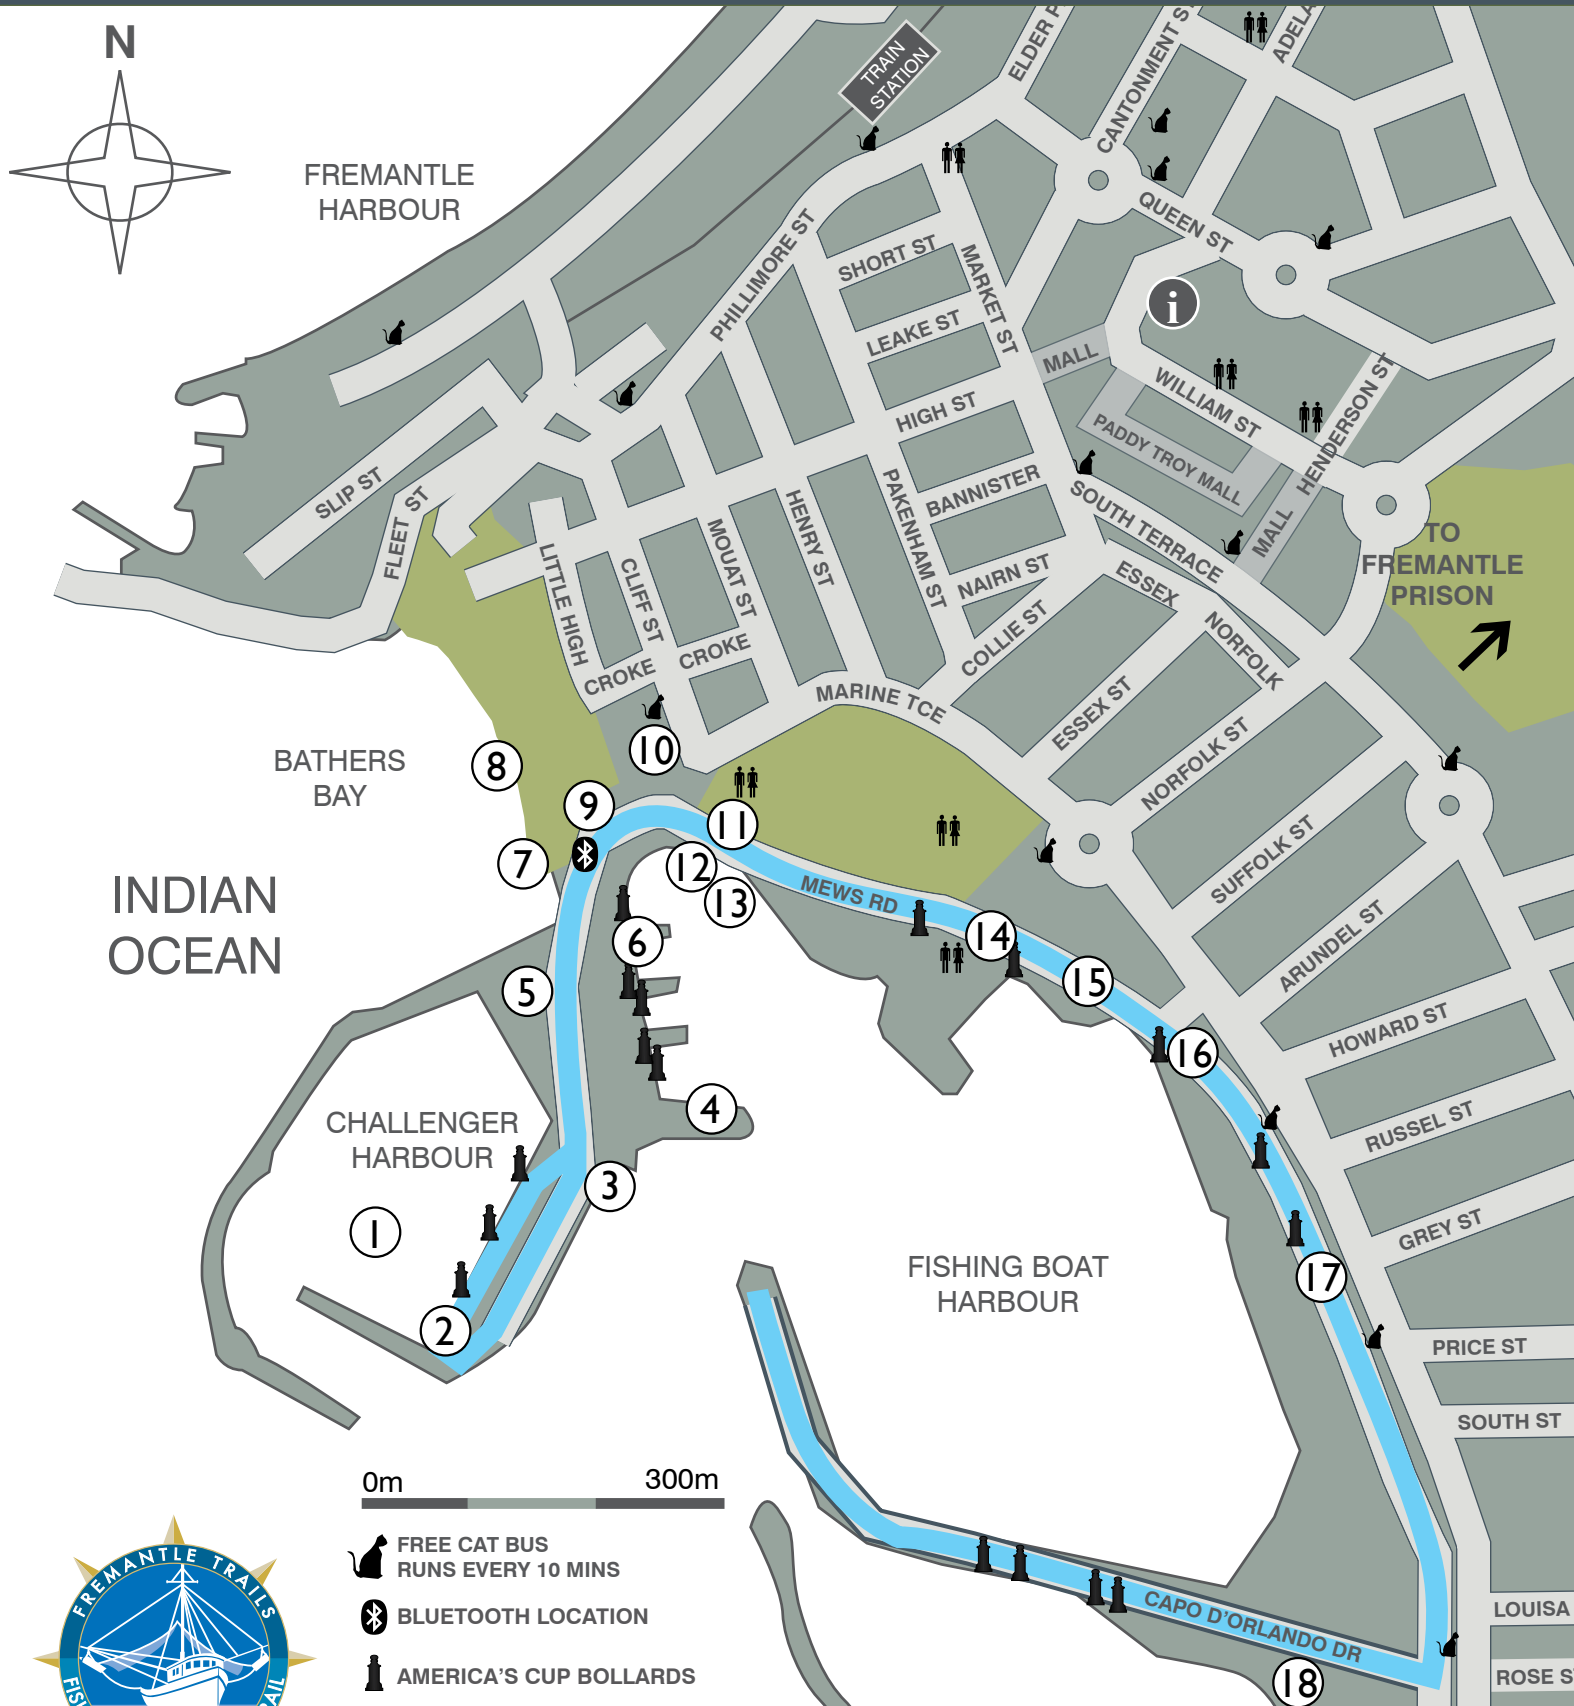 N
FREMANTLE
HARBOUR
TRAIN
STATION
ELDER P
CANTONMENT S
ADELA
QUEEN ST
PHILLIMORE ST
SHORT ST
MARKET ST
LEAKE ST
MALL
i
WILLIAM ST
HENDERSON ST
HIGH ST
PADDY TROY MALL
SLIP ST
FLEET ST
BANNISTER
SOUTH TERRACE
MALL
PAKENHAM ST
HENRY ST
MOUAT ST
CLIFF ST
LITTLE HIGH
NAIRN ST
ESSEX
TO
FREMANTLE
PRISON
COLLIE ST
NORFOLK
CROKE
CROKE
MARINE TCE
ESSEX ST
NORFOLK ST
BATHERS
BAY
8
10
9
11
7
12
13
MEWS RD
SUFFOLK ST
INDIAN
OCEAN
6
14
5
15
ARUNDEL ST
16
HOWARD ST
CHALLENGER
HARBOUR
4
RUSSEL ST
3
1
GREY ST
2
FISHING BOAT
HARBOUR
17
PRICE ST
SOUTH ST
0m
300m
FREE CAT BUS
RUNS EVERY 10 MINS
BLUETOOTH LOCATION
AMERICA'S CUP BOLLARDS
CAPO D'ORLANDO DR
18
LOUISA
ROSE S
FREMANTLE TRAILS
FIS
AIL